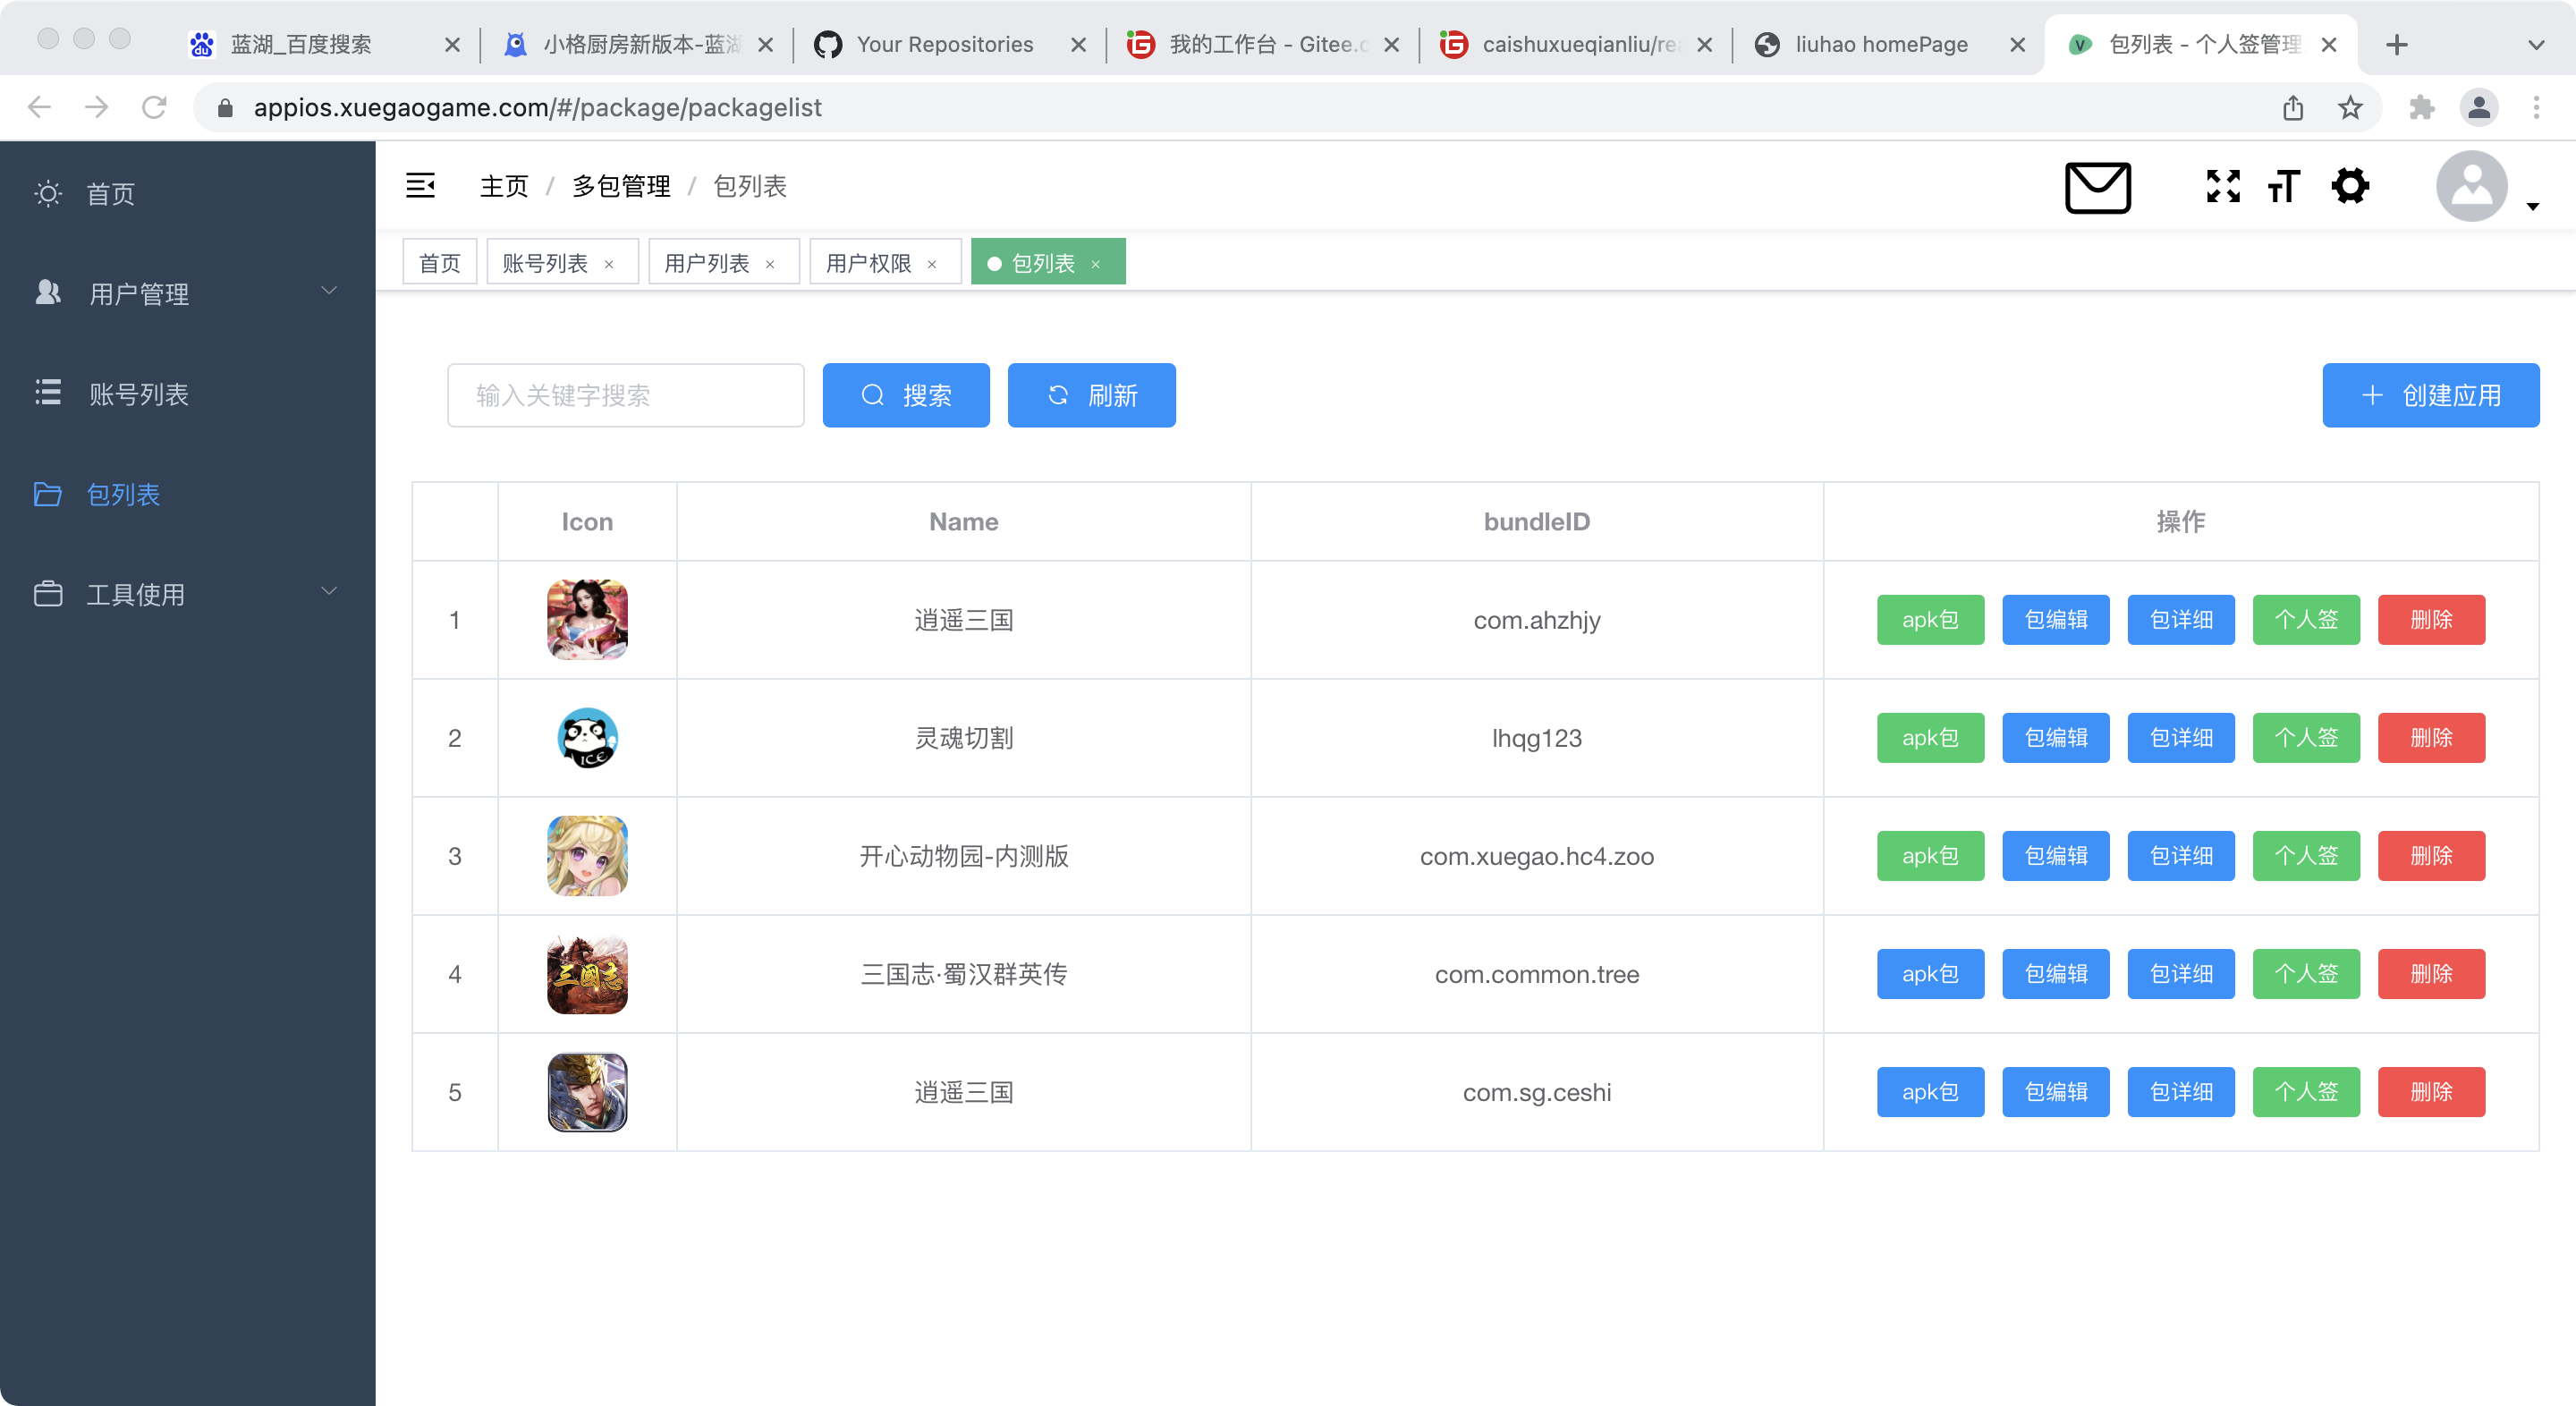 蓝湖_百度搜索
小格厨房新版本-蓝湖
Your Repositories
我的工作台 - Gitee.c
caishuxueqianliu/rea
liuhao homePage
包列表 - 个人签管理
appios.xuegaogame.com/#/package/packagelist
首页
用户管理
账号列表
包列表
工具使用
主页 / 多包管理 / 包列表
首页
账号列表 ×
用户列表 ×
用户权限 ×
包列表 ×
输入关键字搜索
搜索
刷新
创建应用
Icon Name bundleID 操作
1 逍遥三国 com.ahzhjy apk包 包编辑 包详细 个人签 删除
ICE
2 灵魂切割 lhqg123 apk包 包编辑 包详细 个人签 删除
3 开心动物园-内测版 com.xuegao.hc4.zoo apk包 包编辑 包详细 个人签 删除
三國志
4 三国志·蜀汉群英传 com.common.tree apk包 包编辑 包详细 个人签 删除
5 逍遥三国 com.sg.ceshi apk包 包编辑 包详细 个人签 删除